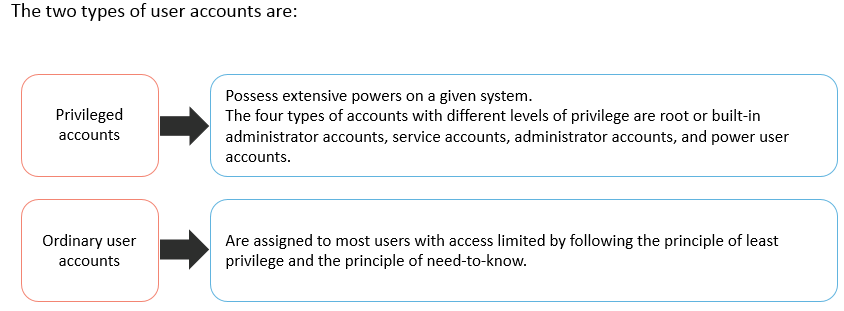 The two types of user accounts are:
Privileged
accounts
Possess extensive powers on a given system.
The four types of accounts with different levels of privilege are root or built-in
administrator accounts, service accounts, administrator accounts, and power user
accounts.
Ordinary user
accounts
Are assigned to most users with access limited by following the principle of least
privilege and the principle of need-to-know.